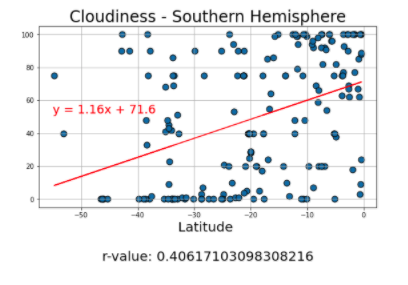 Cloudiness - Southern Hemisphere
100
80
60
y = 1.16x + 71.6
40
20
0
−50 −40 −30 −20 −10 0
Latitude
r-value: 0.40617103098308216